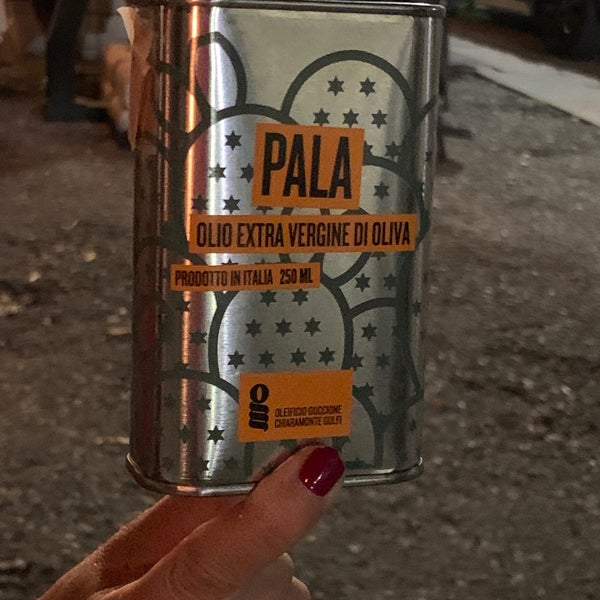 PALA
OLIO EXTRA VERGINE DI OLIVA
PRODOTTO IN ITALIA 250 ML
OLEIFICIO GUCCIONE
CHIARAMONTE GULFI